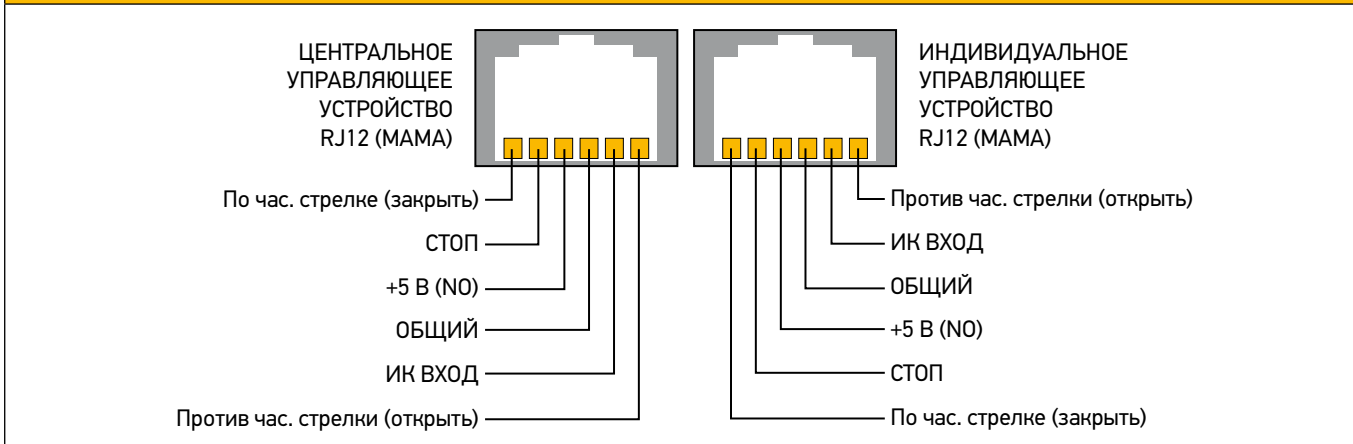 ЦЕНТРАЛЬНОЕ
УПРАВЛЯЮЩЕЕ
УСТРОЙСТВО
RJ12 (МАМА)
По час. стрелке (закрыть)
СТОП
+5 В (NO)
ОБЩИЙ
ИК ВХОД
Против час. стрелки (открыть)
ИНДИВИДУАЛЬНОЕ
УПРАВЛЯЮЩЕЕ
УСТРОЙСТВО
RJ12 (МАМА)
Против час. стрелки (открыть)
ИК ВХОД
ОБЩИЙ
+5 В (NO)
СТОП
По час. стрелке (закрыть)